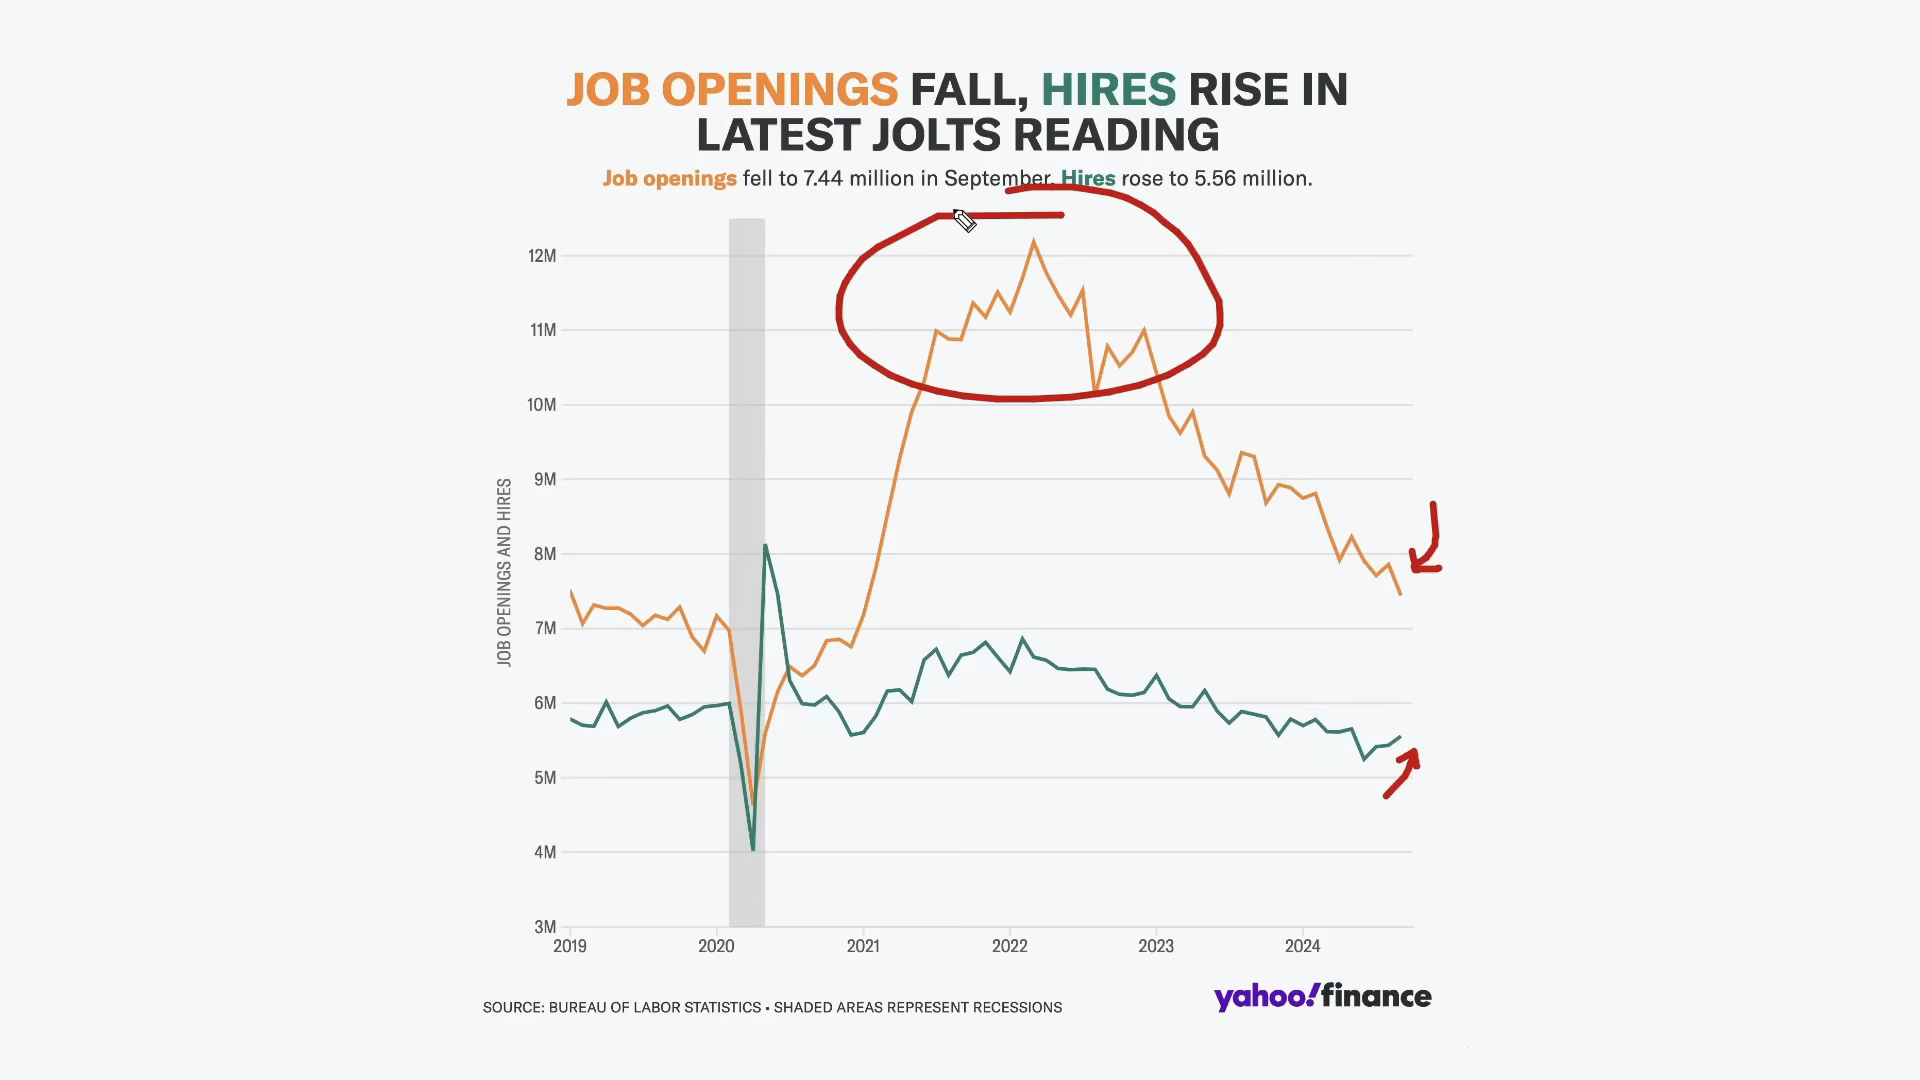 JOB OPENINGS FALL, HIRES RISE IN
LATEST JOLTS READING
Job openings fell to 7.44 million in September. Hires rose to 5.56 million.
12M
11M
10M
9M
8M
7M
6M
5M
4M
3M
JOB OPENINGS AND HIRES
2019 2020 2021 2022 2023 2024
SOURCE: BUREAU OF LABOR STATISTICS • SHADED AREAS REPRESENT RECESSIONS
yahoo!finance